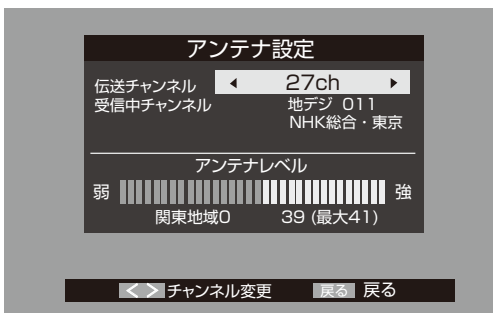 アンテナ設定
伝送チャンネル ◀ 27ch ▶
受信中チャンネル 地デジ 011
NHK総合・東京
アンテナレベル
弱 強
関東地域0 39 (最大41)
＜＞ チャンネル変更 戻る 戻る